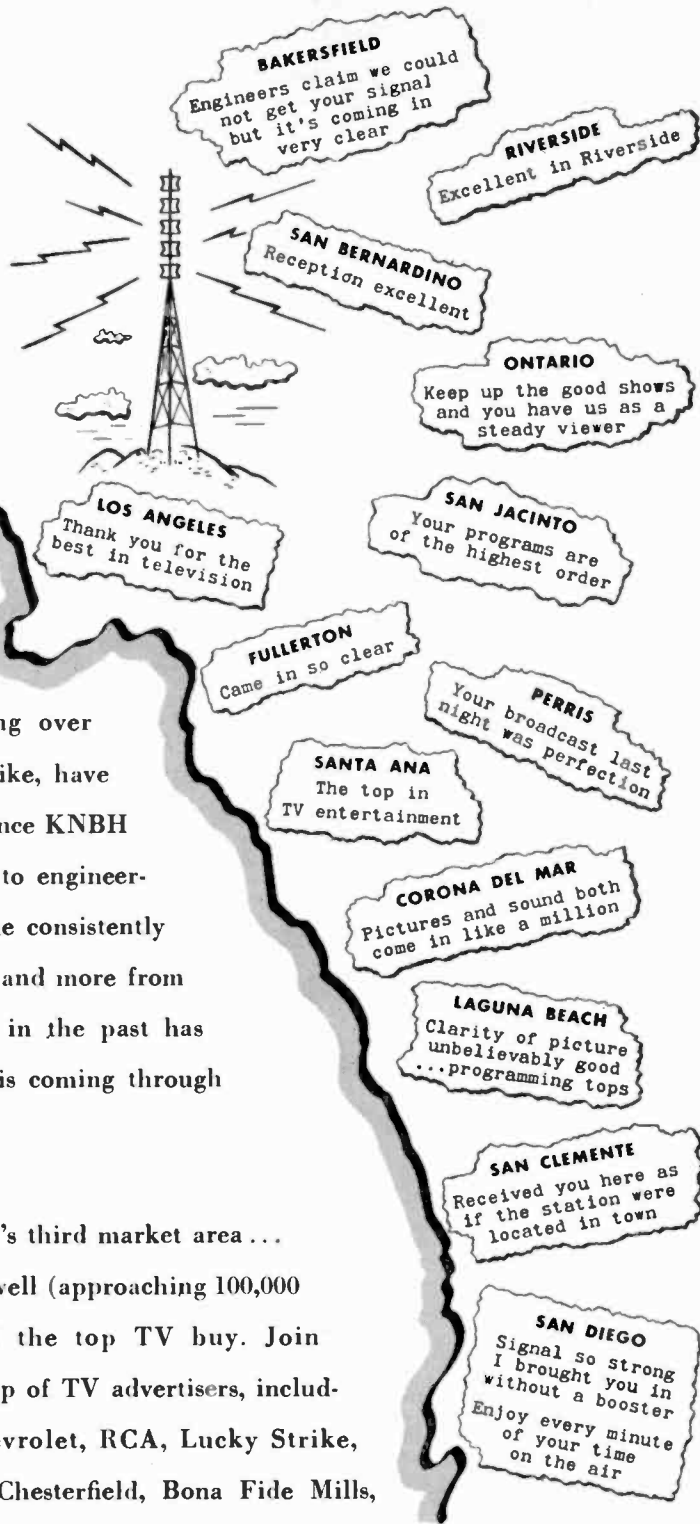 BAKERSFIELD
Engineers claim we could
not get your signal
but it's coming in
very clear
RIVERSIDE
Excellent in Riverside
SAN BERNARDINO
Reception excellent
ONTARIO
Keep up the good shows
and you have us as a
steady viewer
LOS ANGELES
Thank you for the
best in television
SAN JACINTO
Your programs are
of the highest order
FULLERTON
Came in so clear
PERRIS
Your broadcast last
night was perfection
SANTA ANA
The top in
TV entertainment
CORONA DEL MAR
Pictures and sound both
come in like a million
LAGUNA BEACH
Clarity of picture
unbelievably good
...programming tops
SAN CLEMENTE
Received you here as
if the station were
located in town
SAN DIEGO
Signal so strong
I brought you in
without a booster
Enjoy every minute
of your time
on the air
ng over
ike, have
nce KNBH
to engineer-
e consistently
and more from
in the past has
is coming through
's third market area...
vell (approaching 100,000
the top TV buy. Join
p of TV advertisers, includ-
evrolet, RCA, Lucky Strike,
Chesterfield, Bona Fide Mills,